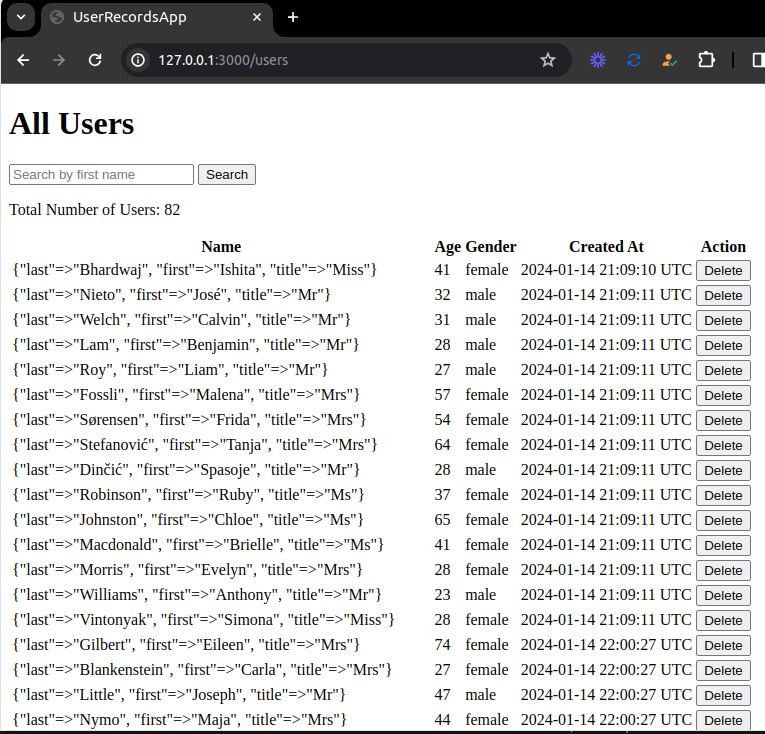 UserRecordsApp
127.0.0.1:3000/users
All Users
Search by first name Search
Total Number of Users: 82
Name Age Gender Created At Action
{"last"=>"Bhardwaj", "first"=>"Ishita", "title"=>"Miss"} 41 female 2024-01-14 21:09:10 UTC Delete
{"last"=>"Nieto", "first"=>"José", "title"=>"Mr"} 32 male 2024-01-14 21:09:11 UTC Delete
{"last"=>"Welch", "first"=>"Calvin", "title"=>"Mr"} 31 male 2024-01-14 21:09:11 UTC Delete
{"last"=>"Lam", "first"=>"Benjamin", "title"=>"Mr"} 28 male 2024-01-14 21:09:11 UTC Delete
{"last"=>"Roy", "first"=>"Liam", "title"=>"Mr"} 27 male 2024-01-14 21:09:11 UTC Delete
{"last"=>"Fossli", "first"=>"Malena", "title"=>"Mrs"} 57 female 2024-01-14 21:09:11 UTC Delete
{"last"=>"Sørensen", "first"=>"Frida", "title"=>"Mrs"} 54 female 2024-01-14 21:09:11 UTC Delete
{"last"=>"Stefanović", "first"=>"Tanja", "title"=>"Mrs"} 64 female 2024-01-14 21:09:11 UTC Delete
{"last"=>"Dinčić", "first"=>"Spasoje", "title"=>"Mr"} 28 male 2024-01-14 21:09:11 UTC Delete
{"last"=>"Robinson", "first"=>"Ruby", "title"=>"Ms"} 37 female 2024-01-14 21:09:11 UTC Delete
{"last"=>"Johnston", "first"=>"Chloe", "title"=>"Ms"} 65 female 2024-01-14 21:09:11 UTC Delete
{"last"=>"Macdonald", "first"=>"Brielle", "title"=>"Ms"} 41 female 2024-01-14 21:09:11 UTC Delete
{"last"=>"Morris", "first"=>"Evelyn", "title"=>"Mrs"} 28 female 2024-01-14 21:09:11 UTC Delete
{"last"=>"Williams", "first"=>"Anthony", "title"=>"Mr"} 23 male 2024-01-14 21:09:11 UTC Delete
{"last"=>"Vintonyak", "first"=>"Simona", "title"=>"Miss"} 28 female 2024-01-14 21:09:11 UTC Delete
{"last"=>"Gilbert", "first"=>"Eileen", "title"=>"Mrs"} 74 female 2024-01-14 22:00:27 UTC Delete
{"last"=>"Blankenstein", "first"=>"Carla", "title"=>"Mrs"} 27 female 2024-01-14 22:00:27 UTC Delete
{"last"=>"Little", "first"=>"Joseph", "title"=>"Mr"} 47 male 2024-01-14 22:00:27 UTC Delete
{"last"=>"Nymo", "first"=>"Maja", "title"=>"Mrs"} 44 female 2024-01-14 22:00:27 UTC Delete